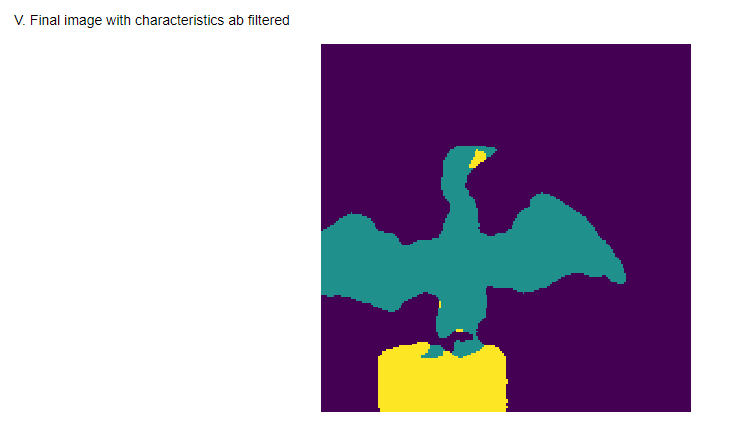 V. Final image with characteristics ab filtered